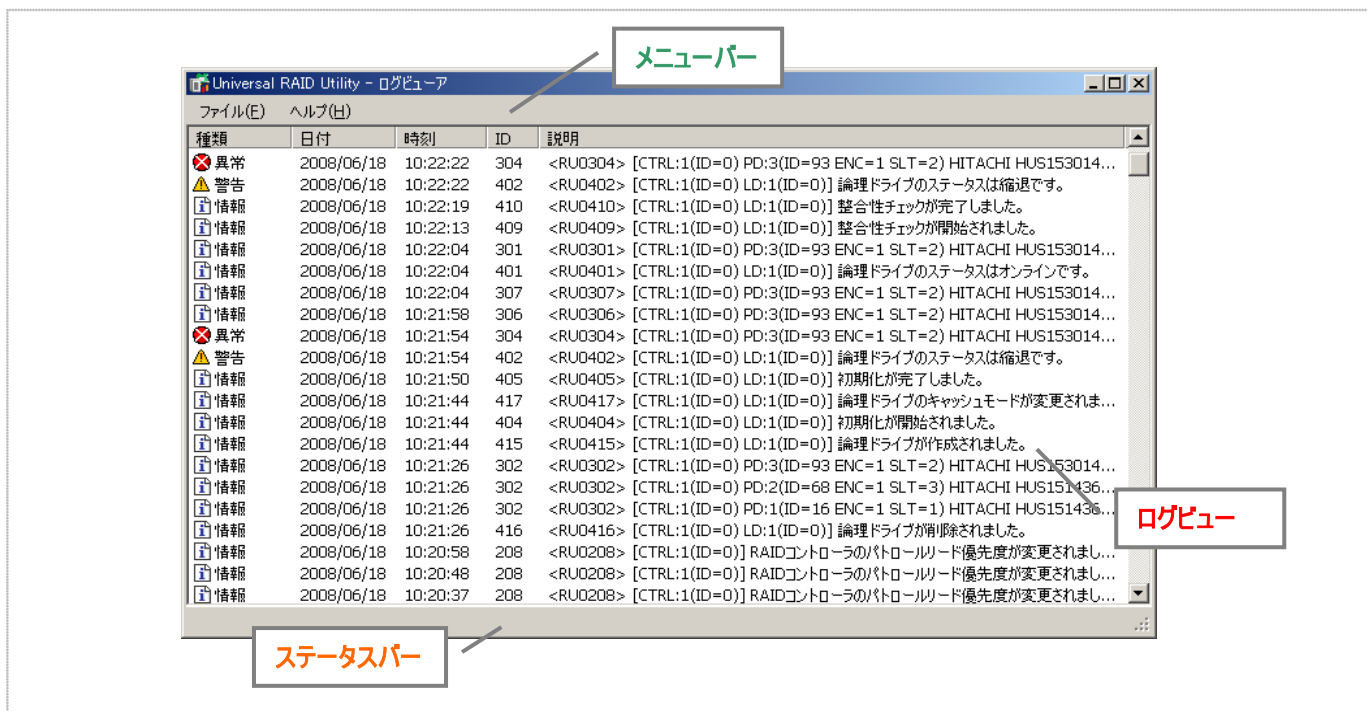 メニューバー
Universal RAID Utility - ログビューア
ファイル(F) ヘルプ(H)
種類 日付 時刻 ID 説明
異常 2008/06/18 10:22:22 304 <RU0304> [CTRL:1(ID=0) PD:3(ID=93 ENC=1 SLT=2) HITACHI HUS153014...
警告 2008/06/18 10:22:22 402 <RU0402> [CTRL:1(ID=0) LD:1(ID=0)] 論理ドライブのステータスは縮退です。
情報 2008/06/18 10:22:19 410 <RU0410> [CTRL:1(ID=0) LD:1(ID=0)] 整合性チェックが完了しました。
情報 2008/06/18 10:22:13 409 <RU0409> [CTRL:1(ID=0) LD:1(ID=0)] 整合性チェックが開始されました。
情報 2008/06/18 10:22:04 301 <RU0301> [CTRL:1(ID=0) PD:3(ID=93 ENC=1 SLT=2) HITACHI HUS153014...
情報 2008/06/18 10:22:04 401 <RU0401> [CTRL:1(ID=0) LD:1(ID=0)] 論理ドライブのステータスはオンラインです。
情報 2008/06/18 10:22:04 307 <RU0307> [CTRL:1(ID=0) PD:3(ID=93 ENC=1 SLT=2) HITACHI HUS153014...
情報 2008/06/18 10:21:58 306 <RU0306> [CTRL:1(ID=0) PD:3(ID=93 ENC=1 SLT=2) HITACHI HUS153014...
異常 2008/06/18 10:21:54 304 <RU0304> [CTRL:1(ID=0) PD:3(ID=93 ENC=1 SLT=2) HITACHI HUS153014...
警告 2008/06/18 10:21:54 402 <RU0402> [CTRL:1(ID=0) LD:1(ID=0)] 論理ドライブのステータスは縮退です。
情報 2008/06/18 10:21:50 405 <RU0405> [CTRL:1(ID=0) LD:1(ID=0)] 初期化が完了しました。
情報 2008/06/18 10:21:44 417 <RU0417> [CTRL:1(ID=0) LD:1(ID=0)] 論理ドライブのキャッシュモードが変更されま...
情報 2008/06/18 10:21:44 404 <RU0404> [CTRL:1(ID=0) LD:1(ID=0)] 初期化が開始されました。
情報 2008/06/18 10:21:44 415 <RU0415> [CTRL:1(ID=0) LD:1(ID=0)] 論理ドライブが作成されました。
情報 2008/06/18 10:21:26 302 <RU0302> [CTRL:1(ID=0) PD:3(ID=93 ENC=1 SLT=2) HITACHI HUS153014...
情報 2008/06/18 10:21:26 302 <RU0302> [CTRL:1(ID=0) PD:2(ID=68 ENC=1 SLT=3) HITACHI HUS151436...
情報 2008/06/18 10:21:26 302 <RU0302> [CTRL:1(ID=0) PD:1(ID=16 ENC=1 SLT=1) HITACHI HUS151436...
情報 2008/06/18 10:21:26 416 <RU0416> [CTRL:1(ID=0) LD:1(ID=0)] 論理ドライブが削除されました。
情報 2008/06/18 10:20:58 208 <RU0208> [CTRL:1(ID=0)] RAIDコントローラのパトロールリード優先度が変更されまし...
情報 2008/06/18 10:20:48 208 <RU0208> [CTRL:1(ID=0)] RAIDコントローラのパトロールリード優先度が変更されまし...
情報 2008/06/18 10:20:37 208 <RU0208> [CTRL:1(ID=0)] RAIDコントローラのパトロールリード優先度が変更されまし...
ログビュー
ステータスバー